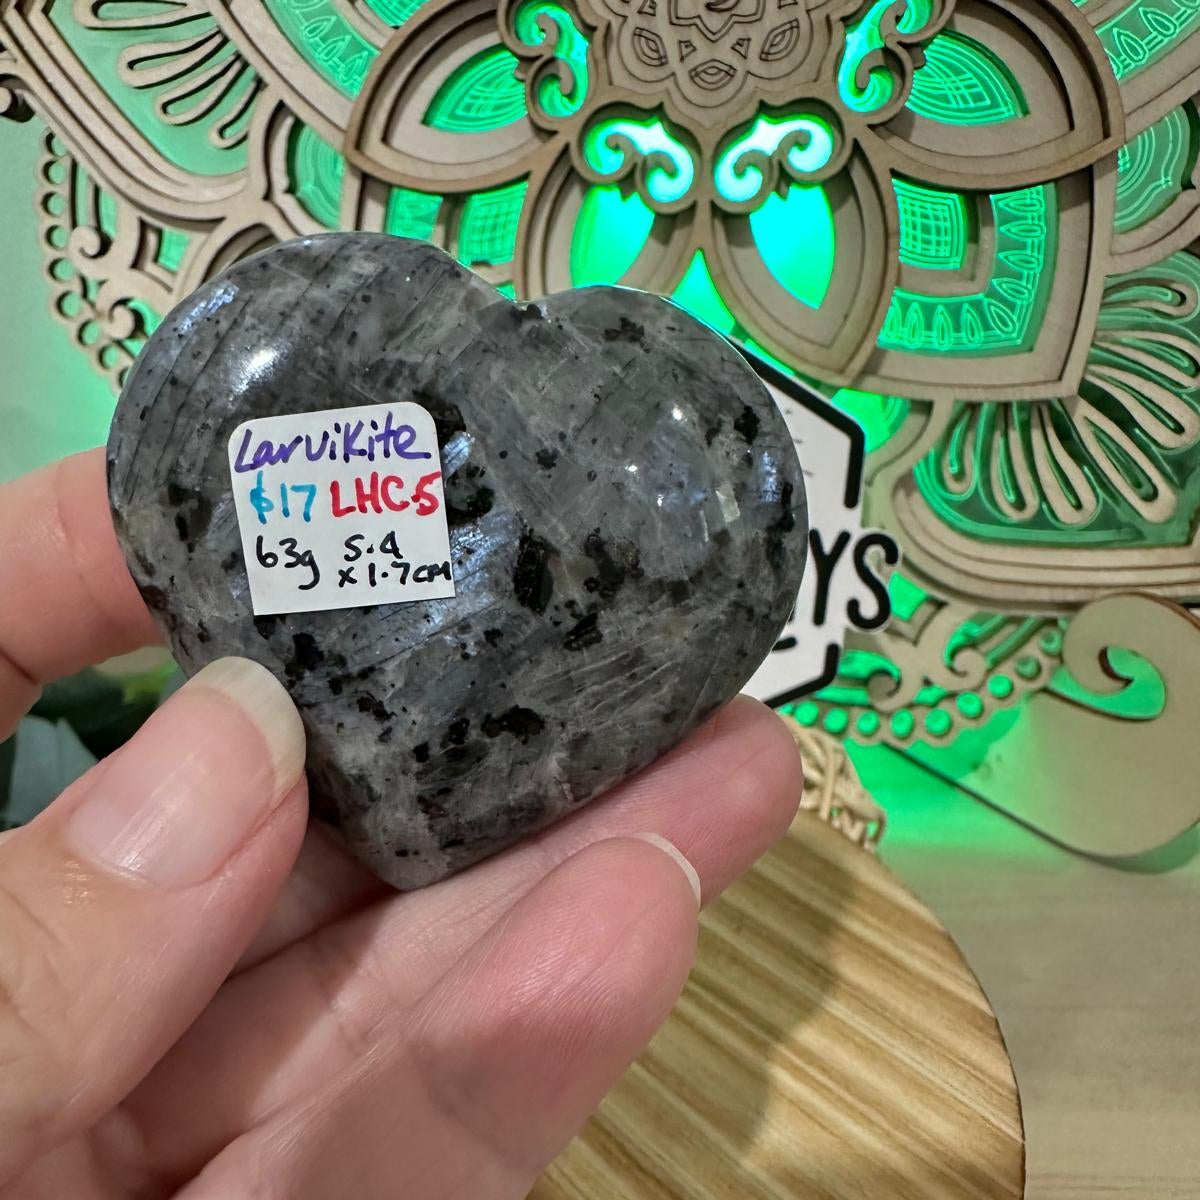 Larvikite
$17 LHC5
63g 5.4
x 1.7cm
YS